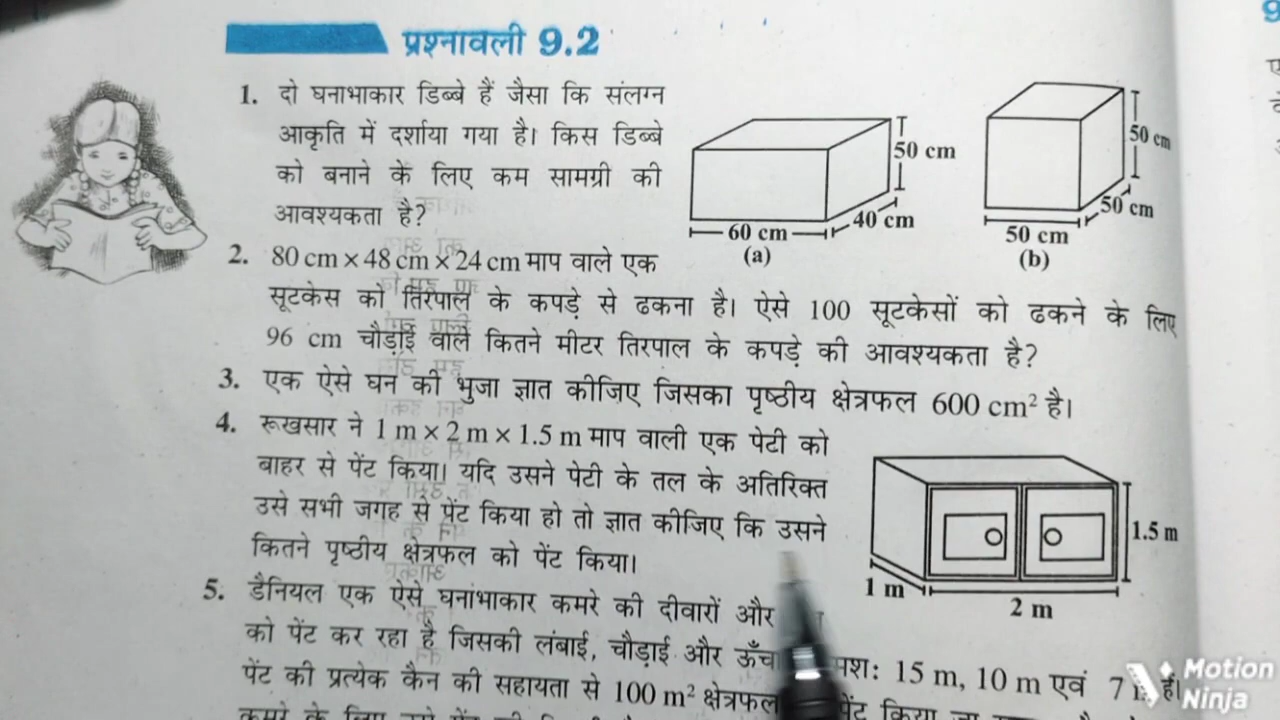 प्रश्नावली 9.2
1. दो घनाभाकार डिब्बे हैं जैसा कि संलग्न
आकृति में दर्शाया गया है। किस डिब्बे
को बनाने के लिए कम सामग्री की
आवश्यकता है?
50 cm
60 cm
40 cm
(a)
50 cm
50 cm
50 cm
(b)
2. 80 cm × 48 cm × 24 cm माप वाले एक
सूटकेस को तिरपाल के कपड़े से ढकना है। ऐसे 100 सूटकेसों को ढकने के लिए
96 cm चौड़ाई वाले कितने मीटर तिरपाल के कपड़े की आवश्यकता है?
3. एक ऐसे घन की भुजा ज्ञात कीजिए जिसका पृष्ठीय क्षेत्रफल 600 cm² है।
4. रूखसार ने 1 m × 2 m × 1.5 m माप वाली एक पेटी को
बाहर से पेंट किया। यदि उसने पेटी के तल के अतिरिक्त
उसे सभी जगह से पेंट किया हो तो ज्ञात कीजिए कि उसने
कितने पृष्ठीय क्षेत्रफल को पेंट किया।
1.5 m
1 m
2 m
5. डैनियल एक ऐसे घनाभाकार कमरे की दीवारों और
को पेंट कर रहा है जिसकी लंबाई, चौड़ाई और 15 m, 10 m एवं 7
पेंट की प्रत्येक कैन की सहायता से 100 m² क्षेत्रफल
कमरे के लिए
Motion
Ninja